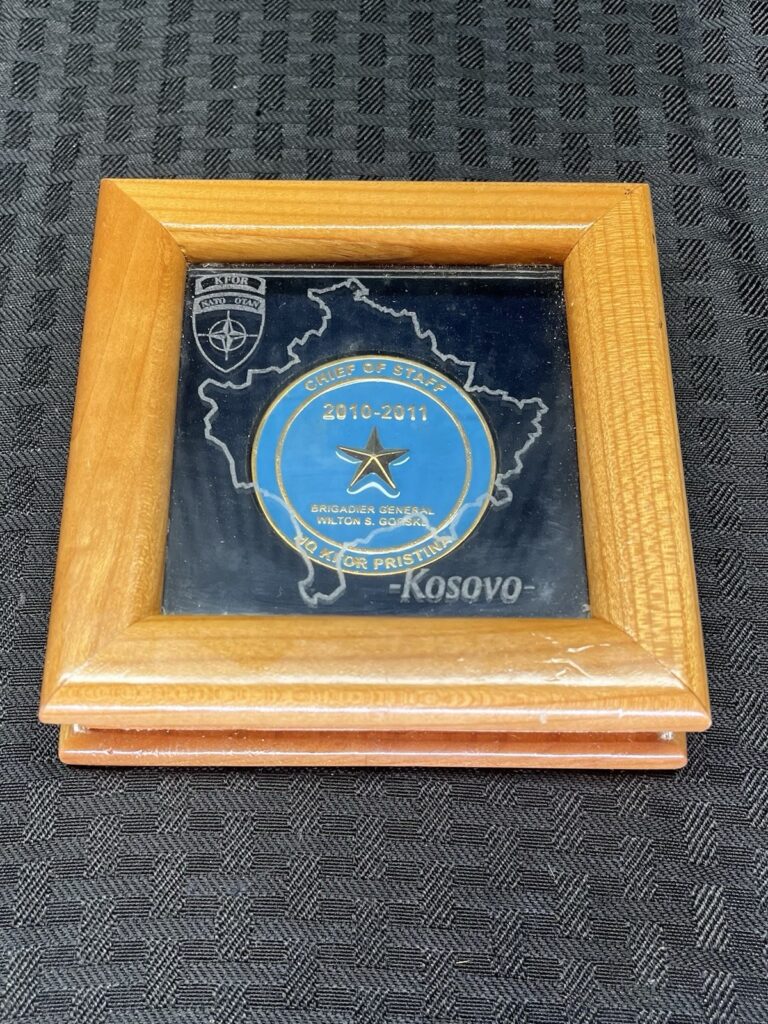 KFOR
NATO OTAN
CHIEF OF STAFF
2010-2011
BRIGADIER GENERAL
WILTON S. GORSKE
HQ KFOR PRISTINA
-Kosovo-